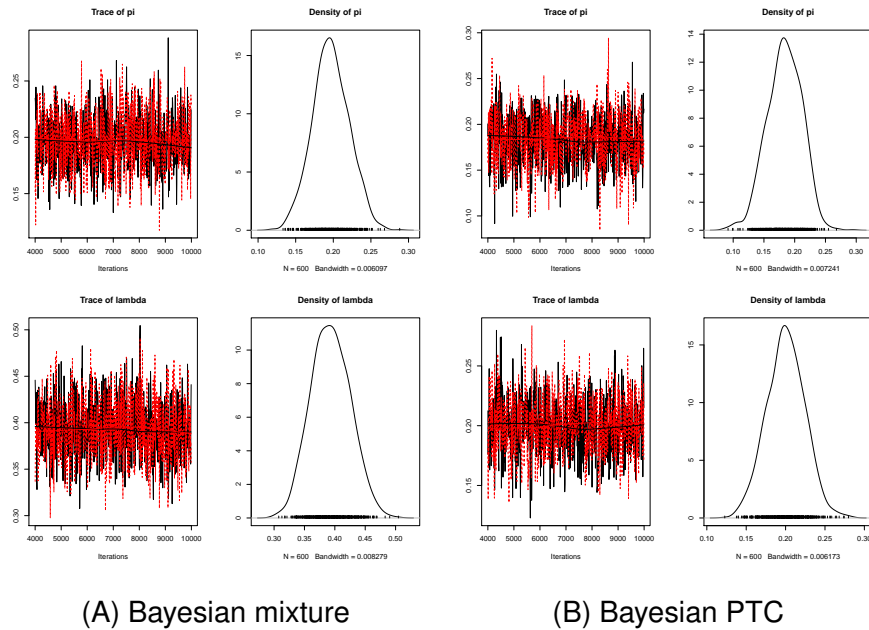 Trace of pi
0.15 0.20 0.25
4000 5000 6000 7000 8000 9000 10000
Iterations
Density of pi
0 5 10 15
0.10 0.15 0.20 0.25 0.30
N = 600 Bandwidth = 0.006097
Trace of pi
0.10 0.15 0.20 0.25 0.30
4000 5000 6000 7000 8000 9000 10000
Iterations
Density of pi
0 2 4 6 8 10 12 14
0.10 0.15 0.20 0.25 0.30
N = 600 Bandwidth = 0.007241
Trace of lambda
0.30 0.35 0.40 0.45 0.50
4000 5000 6000 7000 8000 9000 10000
Iterations
Density of lambda
0 2 4 6 8 10
0.30 0.35 0.40 0.45 0.50
N = 600 Bandwidth = 0.008279
Trace of lambda
0.15 0.20 0.25
4000 5000 6000 7000 8000 9000 10000
Iterations
Density of lambda
0 5 10 15
0.10 0.15 0.20 0.25 0.30
N = 600 Bandwidth = 0.006173
(A) Bayesian mixture
(B) Bayesian PTC